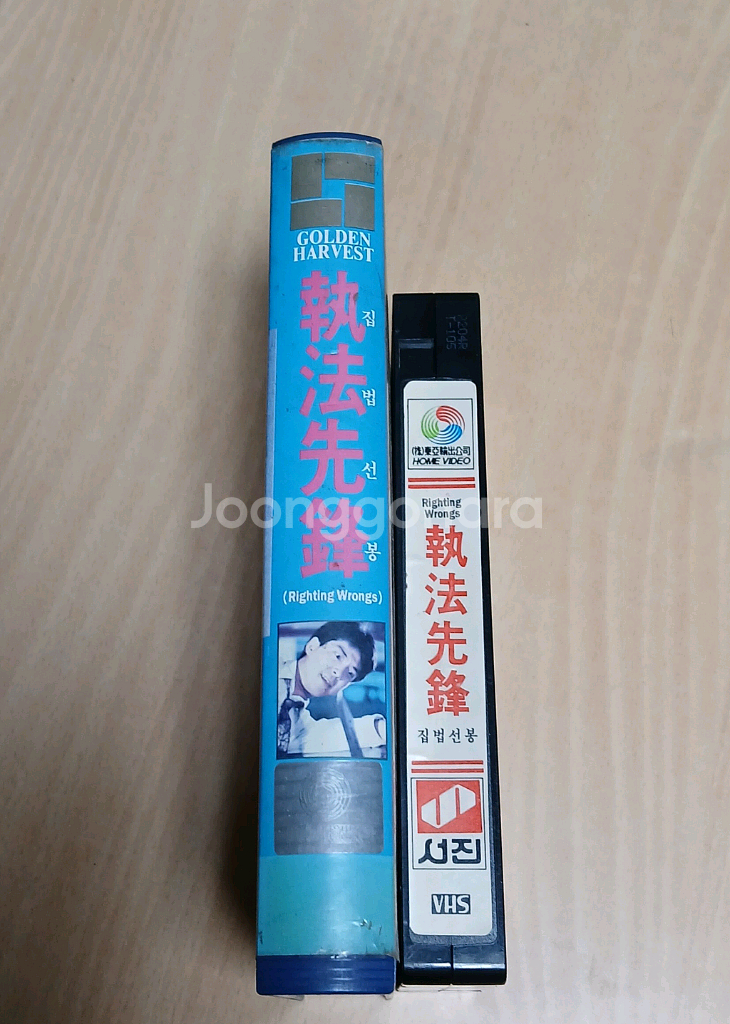 GOLDEN
HARVEST
執法先鋒
집법선봉
(Righting Wrongs)
T-105
(株)東亞輸出公司
HOME VIDEO
Righting
Wrongs
執法先鋒
집법선봉
서진
VHS
Joonggonara